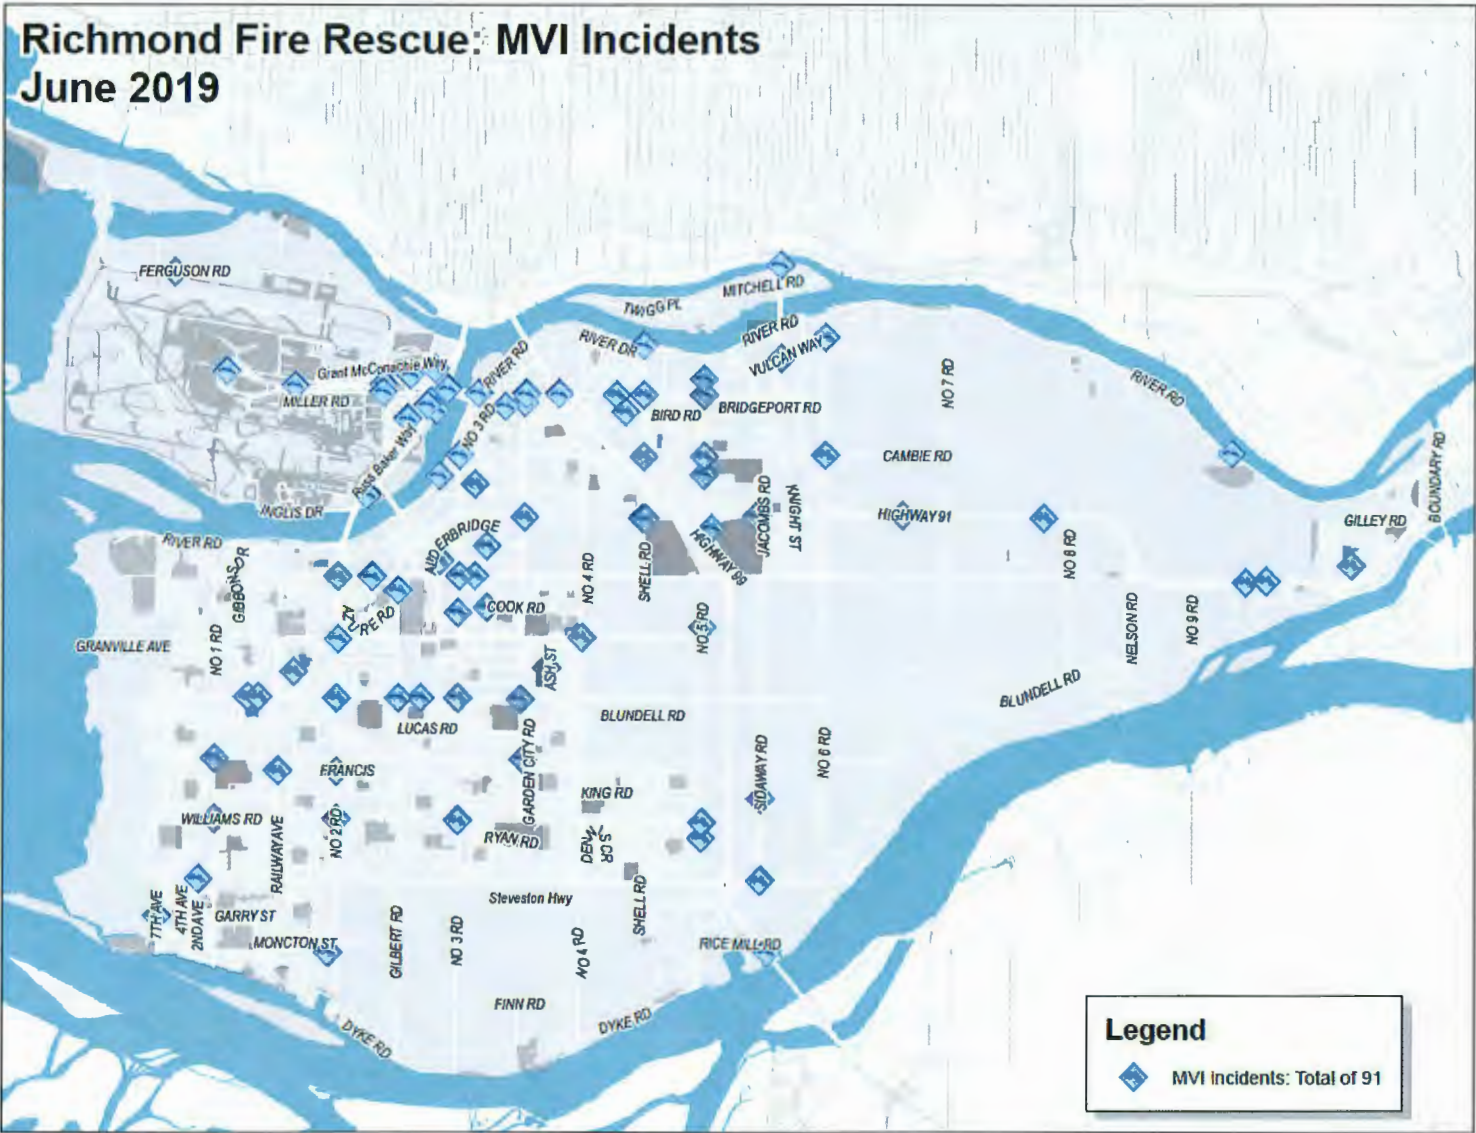 Richmond Fire Rescue: MVI Incidents
June 2019
FERGUSON RD
MITCHELL RD
TWIGG PL
RIVER DR
RIVER RD
VULCAN WAY
RIVER RD
Grant McConachie Way
MILLER RD
NO 3 RD
BIRD RD
BRIDGEPORT RD
NO 7 RD
RIVER RD
Russ Baker Way
CAMBIE RD
BOUNDARY RD
JACOMBS RD
KNIGHT ST
INGLIS DR
HIGHWAY 91
GILLEY RD
RIVER RD
HIGHWAY 99
GIBBONS DR
NO 4 RD
SHELL RD
NO 8 RD
COOK RD
NO 1 RD
NO 5 RD
NELSON RD
NO 9 RD
GRANVILLE AVE
ASH ST
BLUNDELL RD
LUCAS RD
BLUNDELL RD
GARDEN CITY RD
SIDAWAY RD
NO 6 RD
FRANCIS
KING RD
WILLIAMS RD
RAILWAY AVE
NO 2 RD
RYAN RD
Steveston Hwy
SHELL RD
7TH AVE
4TH AVE
2ND AVE
GARRY ST
MONCTON ST
GILBERT RD
NO 3 RD
NO 4 RD
RICE MILL RD
FINN RD
DYKE RD
DYKE RD
Legend
MVI Incidents: Total of 91